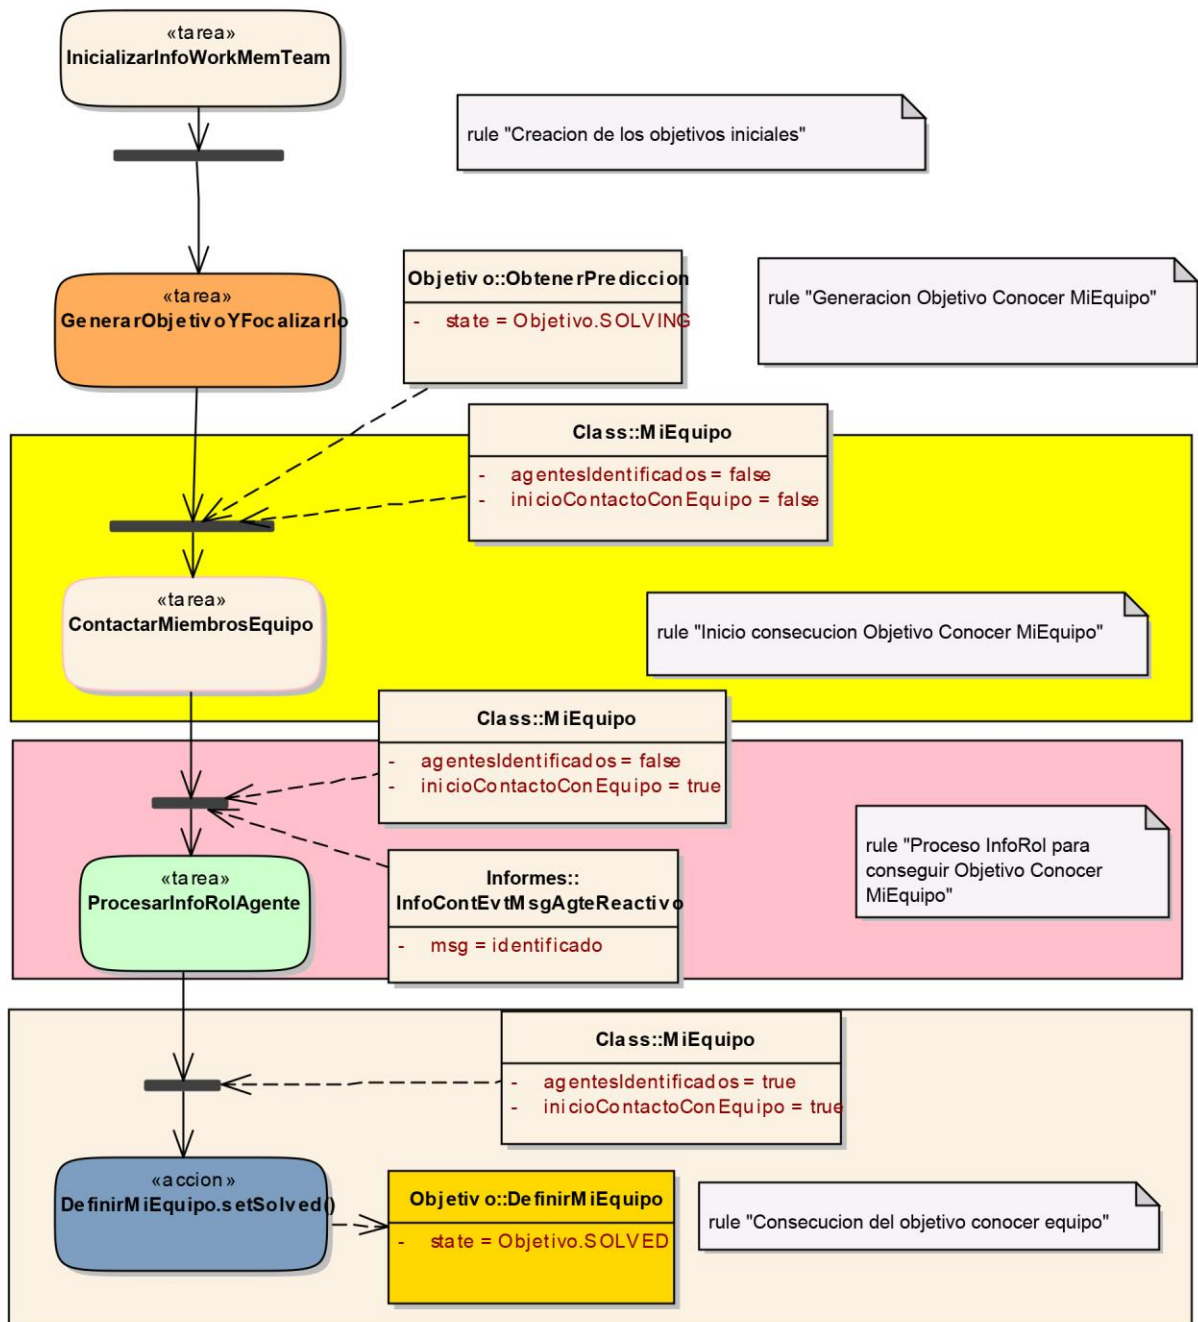 «tarea»
InicializarInfoWorkMemTeam
rule "Creacion de los objetivos iniciales"
«tarea»
GenerarObjetivoYFocalizarlo
Objetivo::ObtenerPrediccion
- state = Objetivo.SOLVING
rule "Generacion Objetivo Conocer MiEquipo"
Class::MiEquipo
- agentesIdentificados = false
- inicioContactoConEquipo = false
«tarea»
ContactarMiembrosEquipo
rule "Inicio consecucion Objetivo Conocer MiEquipo"
Class::MiEquipo
- agentesIdentificados = false
- inicioContactoConEquipo = true
«tarea»
ProcesarInfoRolAgente
Informes::
InfoContEvtMsgAgteReactivo
- msg = identificado
rule "Proceso InfoRol para
conseguir Objetivo Conocer
MiEquipo"
Class::MiEquipo
- agentesIdentificados = true
- inicioContactoConEquipo = true
«accion»
DefinirMiEquipo.setSolved()
Objetivo::DefinirMiEquipo
- state = Objetivo.SOLVED
rule "Consecucion del objetivo conocer equipo"